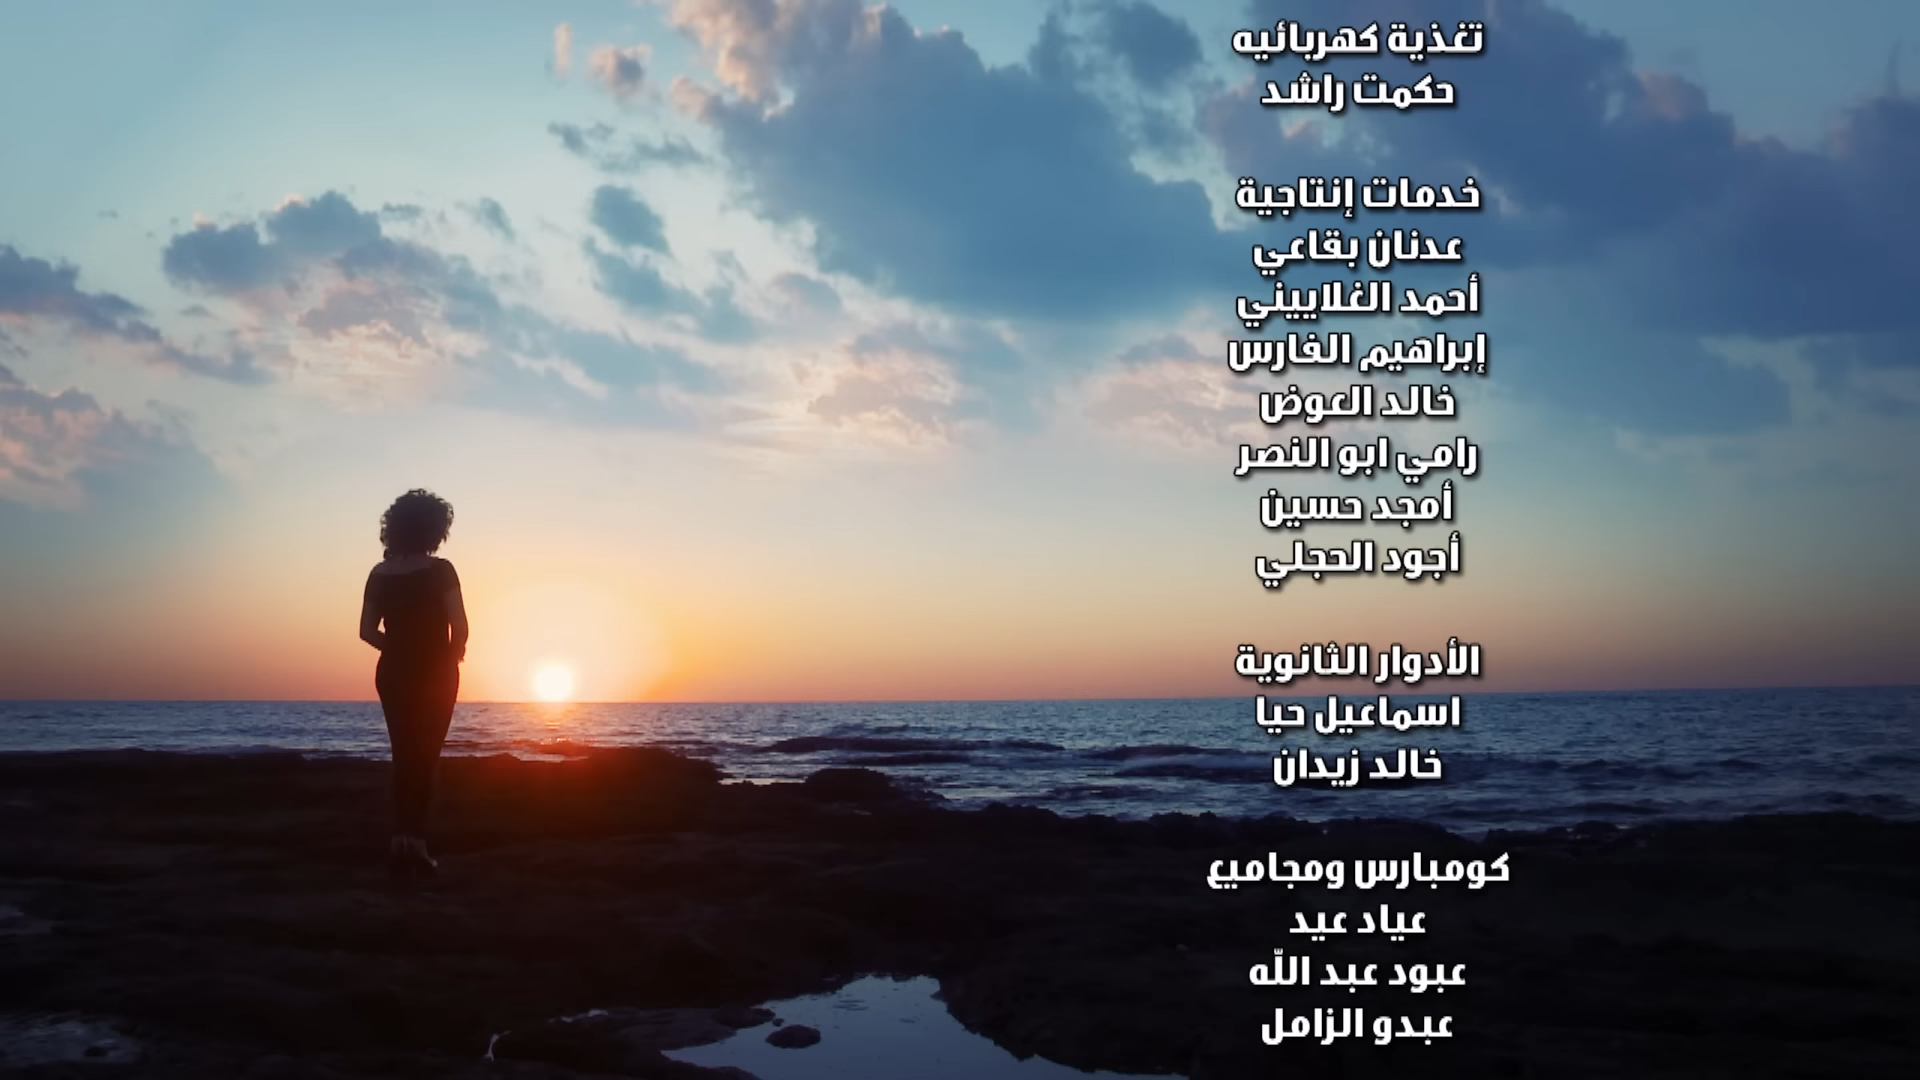 تغذية كهربائيه
حكمت راشد
خدمات إنتاجية
عدنان بقاعي
أحمد الغلاييني
إبراهيم الفارس
خالد العوض
رامي ابو النصر
أمجد حسين
أجود الحجلي
الأدوار الثانوية
اسماعيل حيا
خالد زيدان
كومبارس ومجاميع
عياد عيد
عبود عبد الله
عبدو الزامل